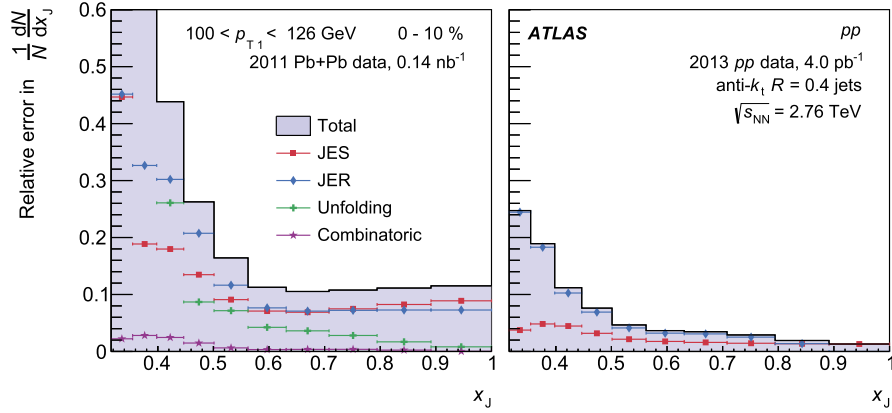 Relative error in 1/N dN/dx_J
0.6
0.5
0.4
0.3
0.2
0.1
0
100 < p_T1 < 126 GeV 0 - 10 %
2011 Pb+Pb data, 0.14 nb⁻¹
Total
JES
JER
Unfolding
Combinatoric
0.4 0.5 0.6 0.7 0.8 0.9 1
x_J
ATLAS pp
2013 pp data, 4.0 pb⁻¹
anti-k_t R = 0.4 jets
√s_NN = 2.76 TeV
0.4 0.5 0.6 0.7 0.8 0.9 1
x_J